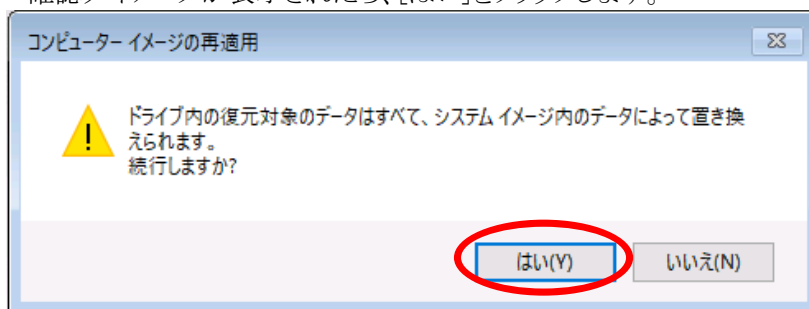 確認ダイアログが表示されたら、[はい]をクリックします。
コンピューター イメージの再適用
ドライブ内の復元対象のデータはすべて、システム イメージ内のデータによって置き換
えられます。
続行しますか?
はい(Y)
いいえ(N)